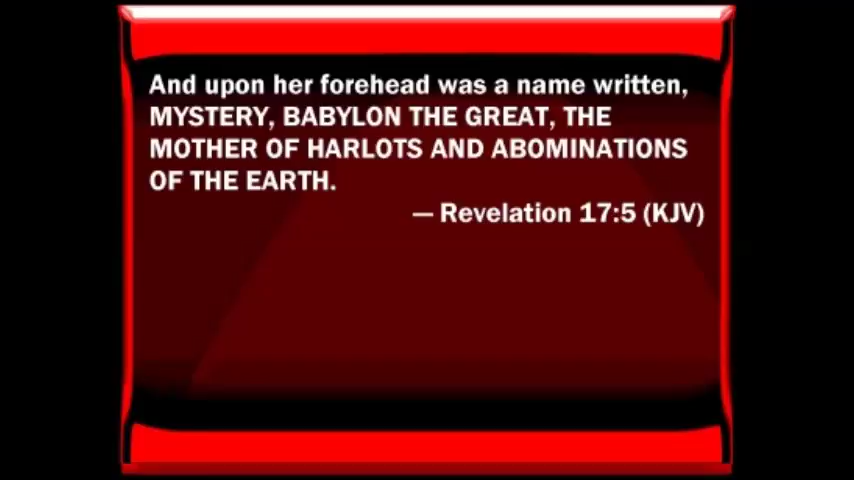 And upon her forehead was a name written,
MYSTERY, BABYLON THE GREAT, THE
MOTHER OF HARLOTS AND ABOMINATIONS
OF THE EARTH.
— Revelation 17:5 (KJV)